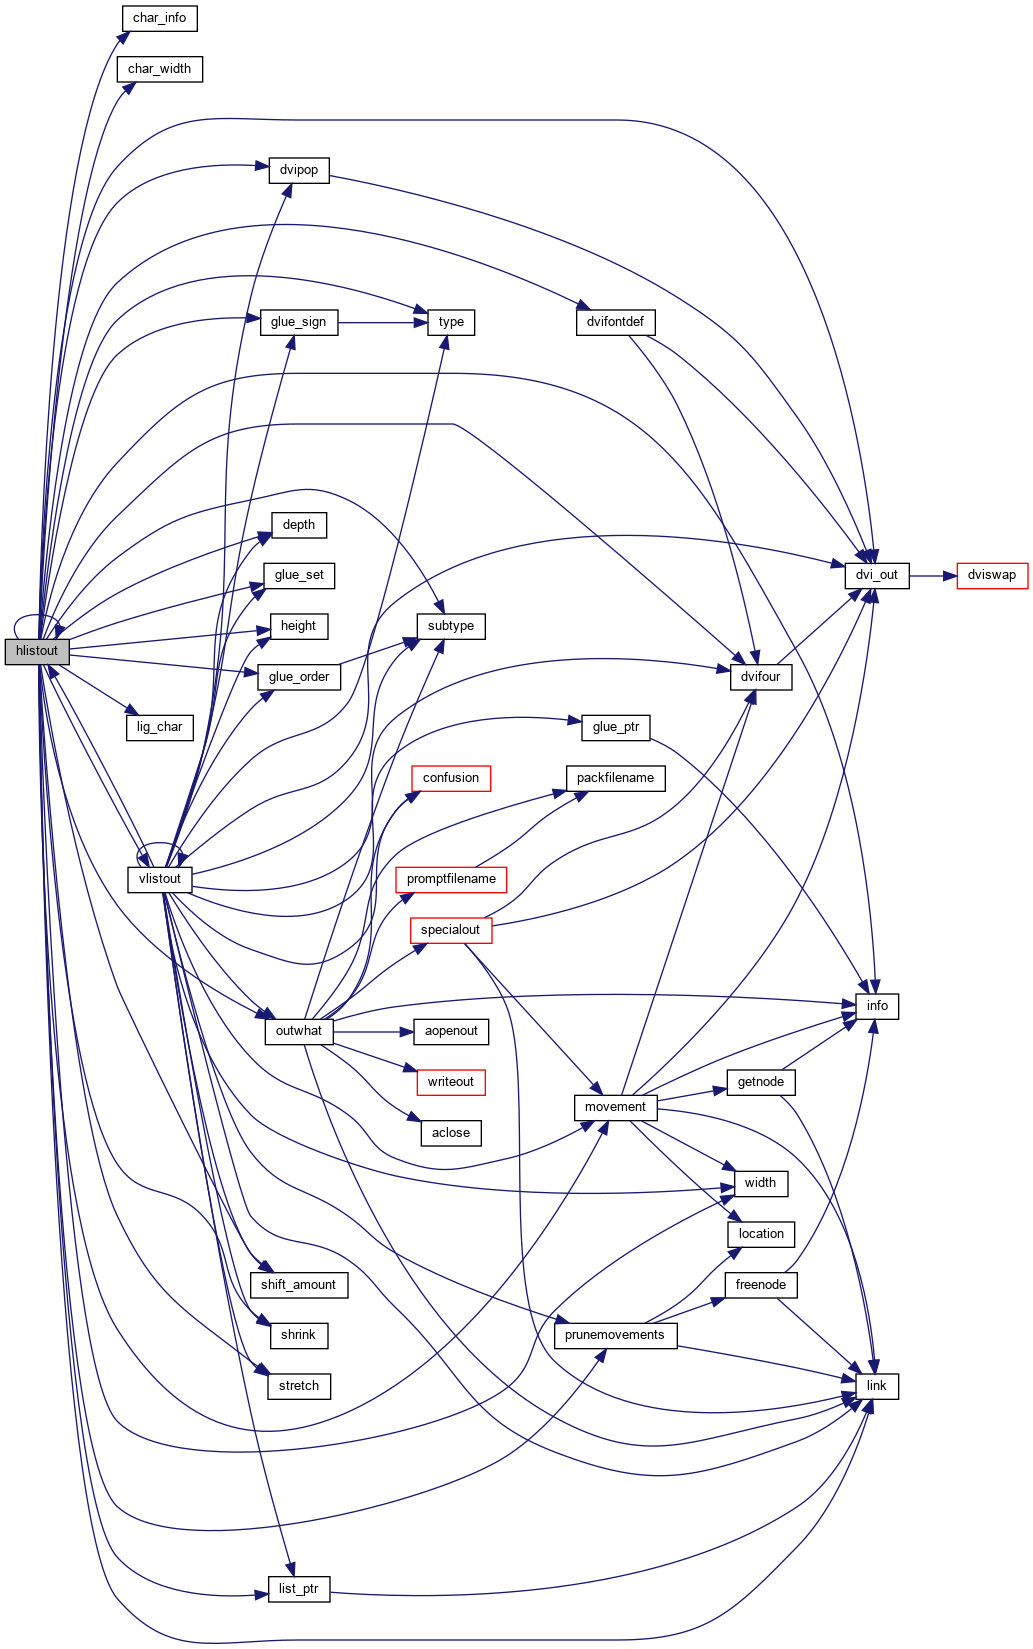 char_info
char_width
dvipop
glue_sign
type
dvifontdef
depth
glue_set
dvi_out
dviswap
height
subtype
hlistout
glue_order
dvifour
lig_char
glue_ptr
confusion
packfilename
vlistout
promptfilename
specialout
info
outwhat
aopenout
writeout
getnode
movement
aclose
width
location
shift_amount
freenode
shrink
prunemovements
stretch
link
list_ptr